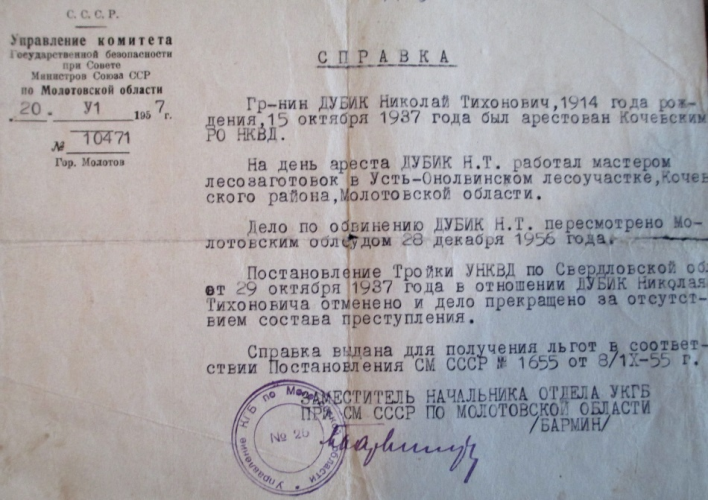 С. С. С. Р.
Управление комитета
Государственной безопасности
при Совете
Министров Союза ССР
по Молотовской области
20. У1 1957 г.
№ 10471
Гор. Молотов
СПРАВКА
Гр-нин ДУБИК Николай Тихонович, 1914 года рож-
дения, 15 октября 1937 года был арестован Кочевским
РО НКВД.
На день ареста ДУБИК Н.Т. работал мастером
лесозаготовок в Усть-Онолвинском лесоучастке, Кочев
ского района, Молотовской области.
Дело по обвинению ДУБИК Н.Т. пересмотрено Мо-
лотовским облсудом 28 декабря 1956 года.
Постановление Тройки УНКВД по Свердловской обл
от 29 октября 1937 года в отношении ДУБИК Николая
Тихоновича отменено и дело прекращено за отсутст-
вием состава преступления.
Справка выдана для получения льгот в соответ-
ствии Постановления СМ СССР № 1655 от 8/1X-55 г.
ЗАМЕСТИТЕЛЬ НАЧАЛЬНИКА ОТДЕЛА УКГБ
ПРИ СМ СССР ПО МОЛОТОВСКОЙ ОБЛАСТИ
/БАРМИН/
Управление КГБ по Молотовской области
№ 26